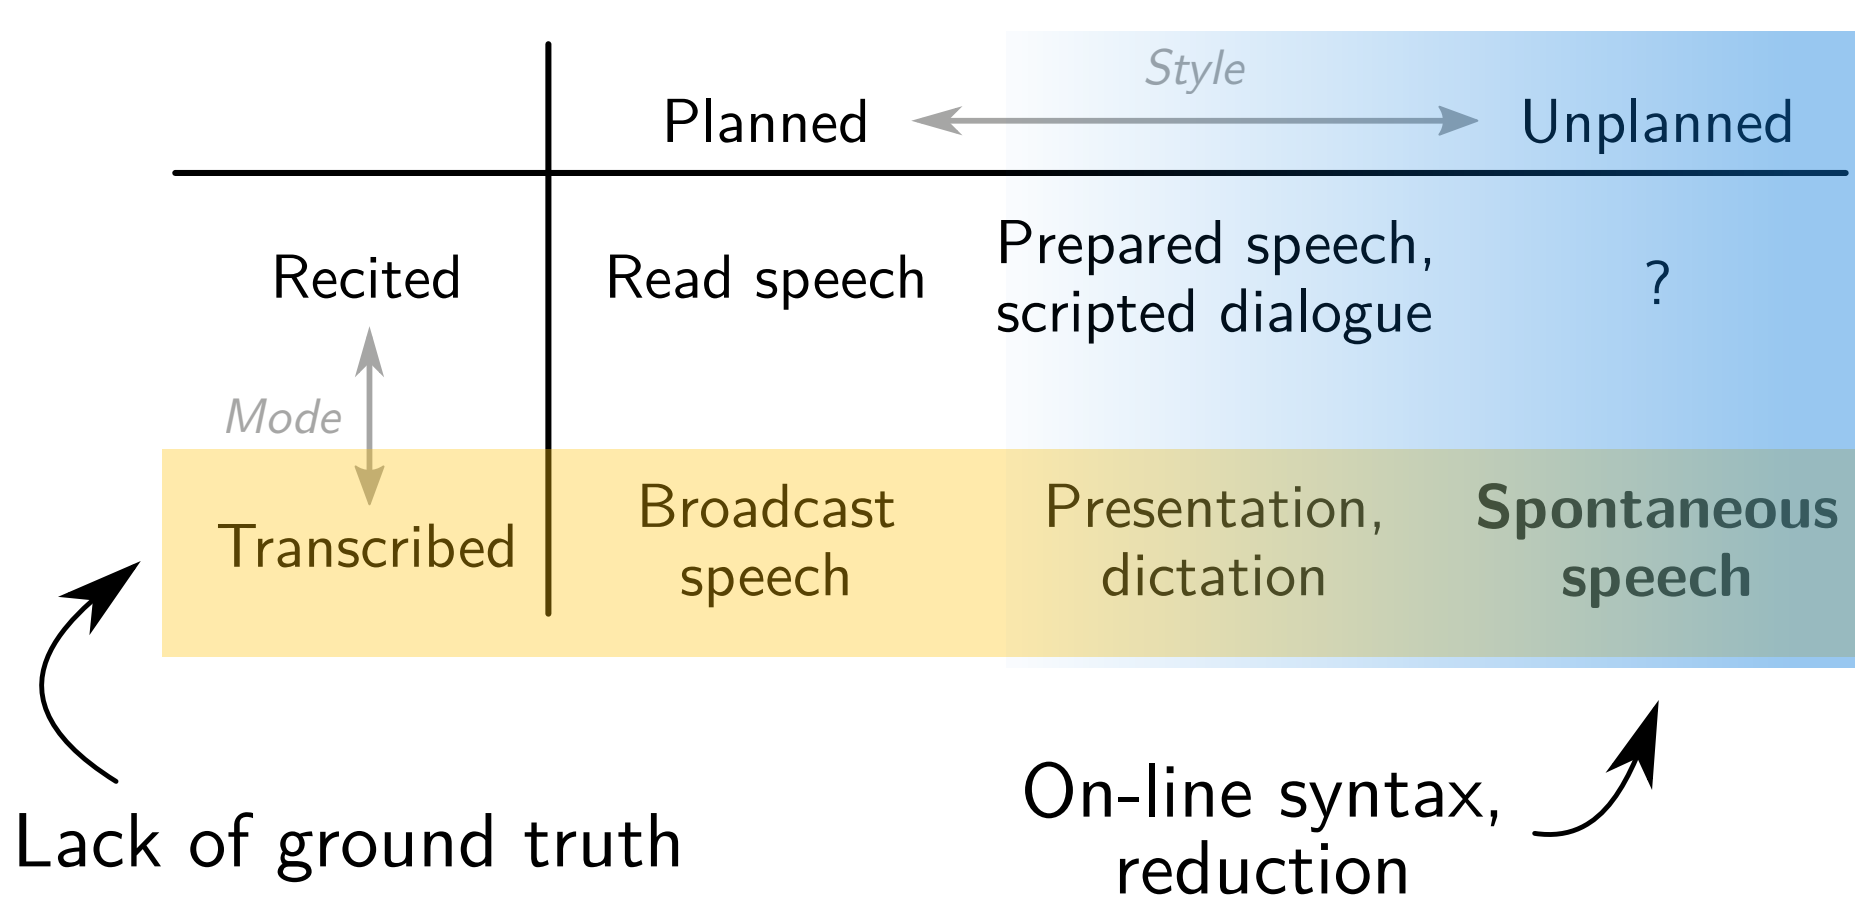 Style
Planned
Unplanned
Recited
Read speech
Prepared speech,
scripted dialogue
?
Mode
Transcribed
Broadcast
speech
Presentation,
dictation
Spontaneous
speech
Lack of ground truth
On-line syntax,
reduction